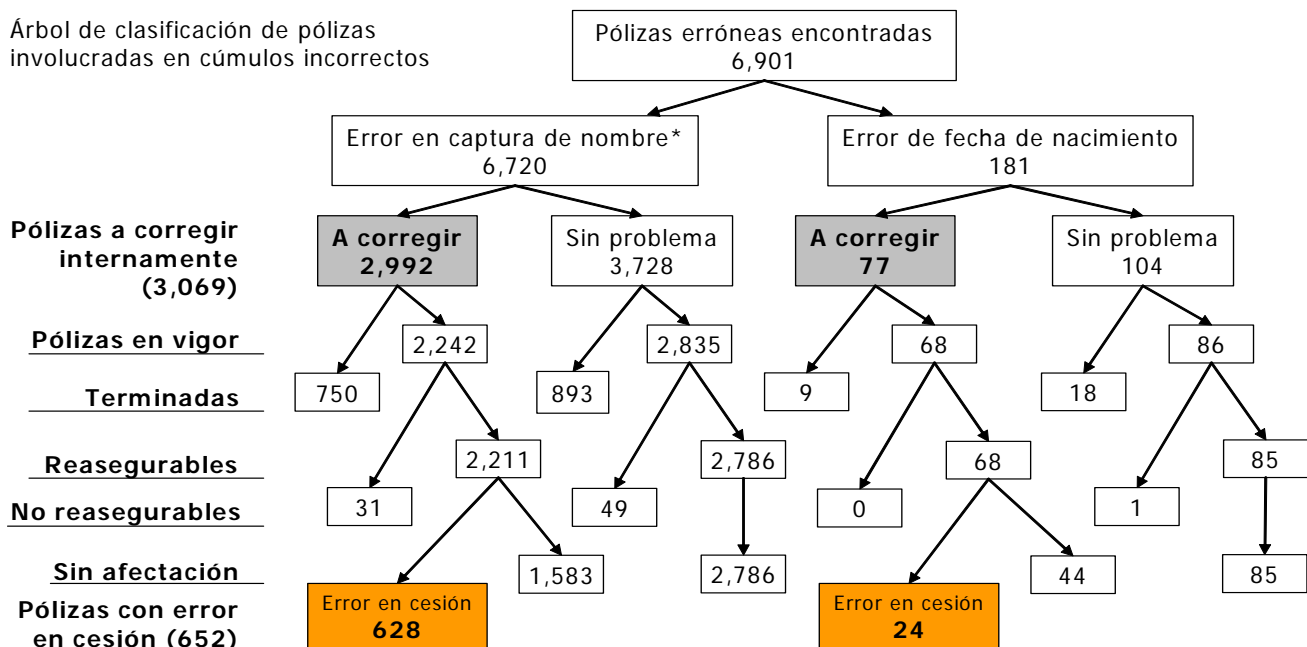 Árbol de clasificación de pólizas
involucradas en cúmulos incorrectos
Pólizas erróneas encontradas
6,901
Error en captura de nombre*
6,720
Error de fecha de nacimiento
181
Pólizas a corregir
internamente
(3,069)
A corregir
2,992
Sin problema
3,728
A corregir
77
Sin problema
104
Pólizas en vigor
2,242
2,835
68
86
Terminadas
750
893
9
18
Reasegurables
2,211
2,786
68
85
No reasegurables
31
49
0
1
Sin afectación
1,583
2,786
44
85
Pólizas con error
en cesión (652)
Error en cesión
628
Error en cesión
24